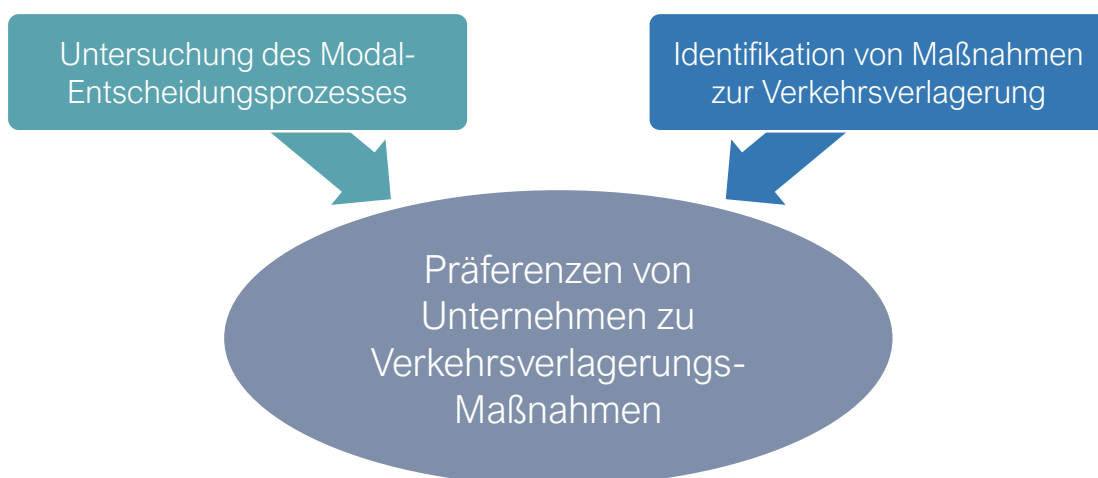 Untersuchung des Modal-
Entscheidungsprozesses
Identifikation von Maßnahmen
zur Verkehrsverlagerung
Präferenzen von
Unternehmen zu
Verkehrsverlagerungs-
Maßnahmen